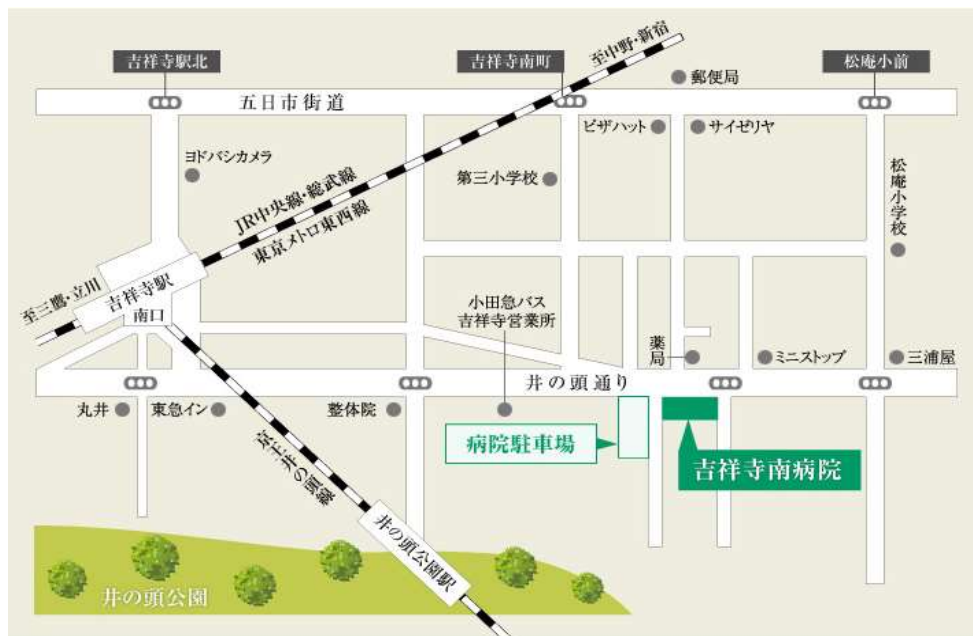 吉祥寺駅北
吉祥寺南町
至中野・新宿
松庵小前
郵便局
五日市街道
ピザハット
サイゼリヤ
ヨドバシカメラ
JR中央線・総武線
東京メトロ東西線
第三小学校
松庵小学校
至三鷹・立川
吉祥寺駅
南口
小田急バス
吉祥寺営業所
薬局
ミニストップ
三浦屋
井の頭通り
丸井
東急イン
整体院
病院駐車場
吉祥寺南病院
京王井の頭線
井の頭公園駅
井の頭公園